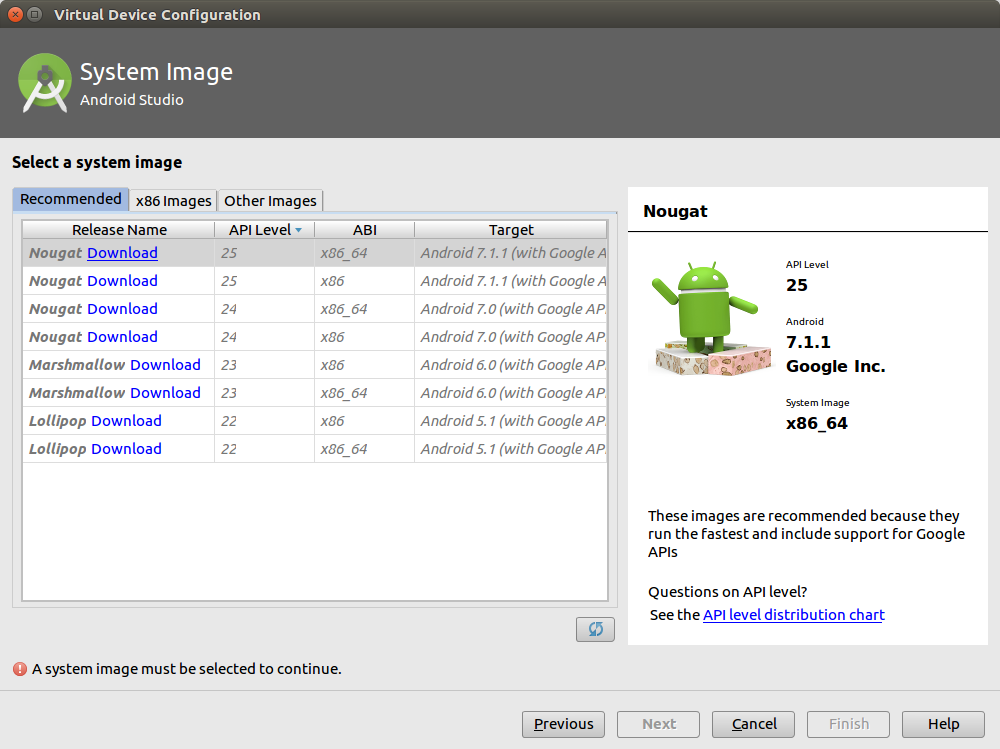 Virtual Device Configuration
System Image
Android Studio
Select a system image
Recommended x86 Images Other Images
Release Name API Level ABI Target
Nougat Download 25 x86_64 Android 7.1.1 (with Google A
Nougat Download 25 x86 Android 7.1.1 (with Google A
Nougat Download 24 x86_64 Android 7.0 (with Google AP
Nougat Download 24 x86 Android 7.0 (with Google AP
Marshmallow Download 23 x86 Android 6.0 (with Google AP
Marshmallow Download 23 x86_64 Android 6.0 (with Google AP
Lollipop Download 22 x86 Android 5.1 (with Google AP
Lollipop Download 22 x86_64 Android 5.1 (with Google AP
Nougat
API Level
25
Android
7.1.1
Google Inc.
System Image
x86_64
These images are recommended because they
run the fastest and include support for Google
APIs
Questions on API level?
See the API level distribution chart
A system image must be selected to continue.
Previous Next Cancel Finish Help